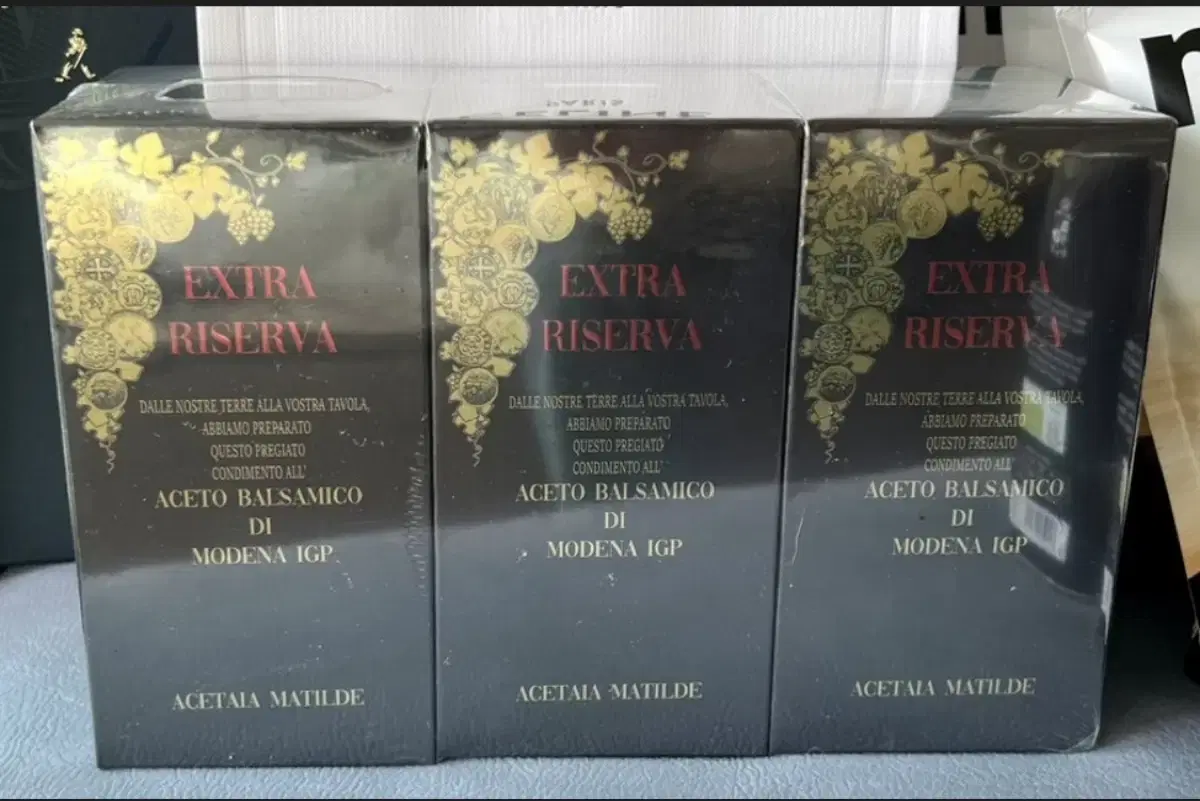 PARIS
EXTRA
RISERVA
DALLE NOSTRE TERRE ALLA VOSTRA TAVOLA,
ABBIAMO PREPARATO
QUESTO PREGIATO
CONDIMENTO ALL'
ACETO BALSAMICO
DI
MODENA IGP
ACETAIA MATILDE
EXTRA
RISERVA
DALLE NOSTRE TERRE ALLA VOSTRA TAVOLA,
ABBIAMO PREPARATO
QUESTO PREGIATO
CONDIMENTO ALL'
ACETO BALSAMICO
DI
MODENA IGP
ACETAIA MATILDE
EXTRA
RISERVA
DALLE NOSTRE TERRE ALLA VOSTRA TAVOLA,
ABBIAMO PREPARATO
QUESTO PREGIATO
CONDIMENTO ALL'
ACETO BALSAMICO
DI
MODENA IGP
ACETAIA MATILDE